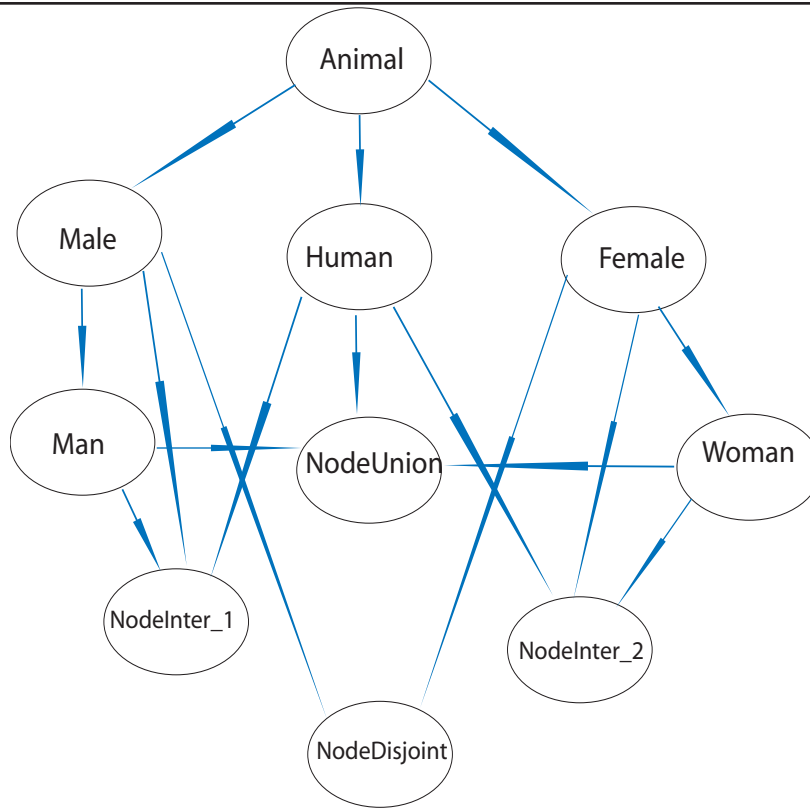 Animal
Male
Human
Female
Man
NodeUnion
Woman
NodeInter_1
NodeInter_2
NodeDisjoint